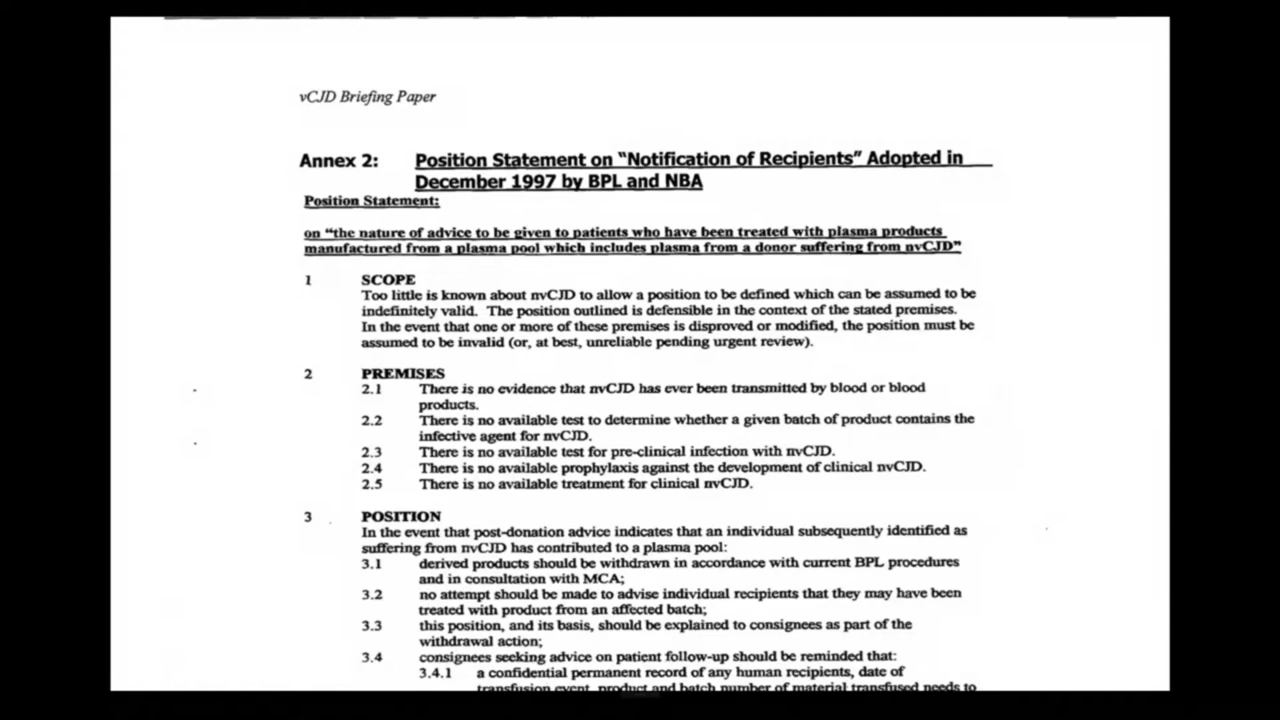 vCJD Briefing Paper
Annex 2: Position Statement on "Notification of Recipients" Adopted in
December 1997 by BPL and NBA
Position Statement:
on "the nature of advice to be given to patients who have been treated with plasma products
manufactured from a plasma pool which includes plasma from a donor suffering from nvCJD"
1 SCOPE
Too little is known about nvCJD to allow a position to be defined which can be assumed to be
indefinitely valid. The position outlined is defensible in the context of the stated premises.
In the event that one or more of these premises is disproved or modified, the position must be
assumed to be invalid (or, at best, unreliable pending urgent review).
2 PREMISES
2.1 There is no evidence that nvCJD has ever been transmitted by blood or blood
products.
2.2 There is no available test to determine whether a given batch of product contains the
infective agent for nvCJD.
2.3 There is no available test for pre-clinical infection with nvCJD.
2.4 There is no available prophylaxis against the development of clinical nvCJD.
2.5 There is no available treatment for clinical nvCJD.
3 POSITION
In the event that post-donation advice indicates that an individual subsequently identified as
suffering from nvCJD has contributed to a plasma pool:
3.1 derived products should be withdrawn in accordance with current BPL procedures
and in consultation with MCA;
3.2 no attempt should be made to advise individual recipients that they may have been
treated with product from an affected batch;
3.3 this position, and its basis, should be explained to consignees as part of the
withdrawal action;
3.4 consignees seeking advice on patient follow-up should be reminded that:
3.4.1 a confidential permanent record of any human recipients, date of
transfusion event, product and batch number of material transfused needs to